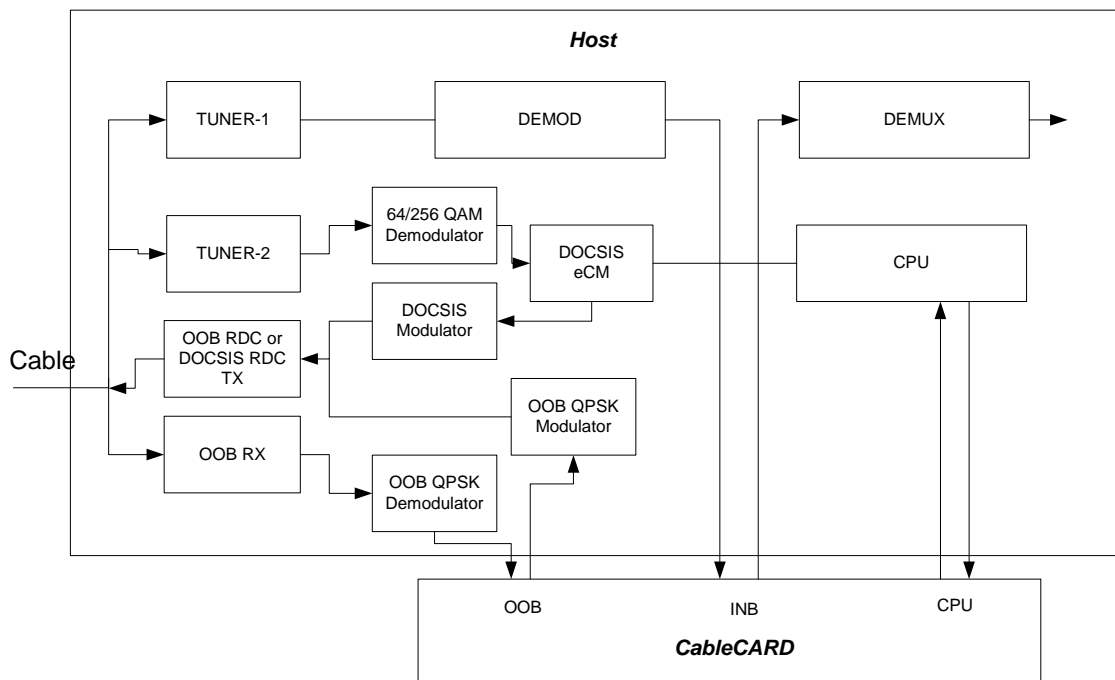 Host
TUNER-1
DEMOD
DEMUX
64/256 QAM
Demodulator
TUNER-2
DOCSIS
eCM
CPU
DOCSIS
Modulator
OOB RDC or
DOCSIS RDC
TX
Cable
OOB QPSK
Modulator
OOB RX
OOB QPSK
Demodulator
OOB
INB
CPU
CableCARD